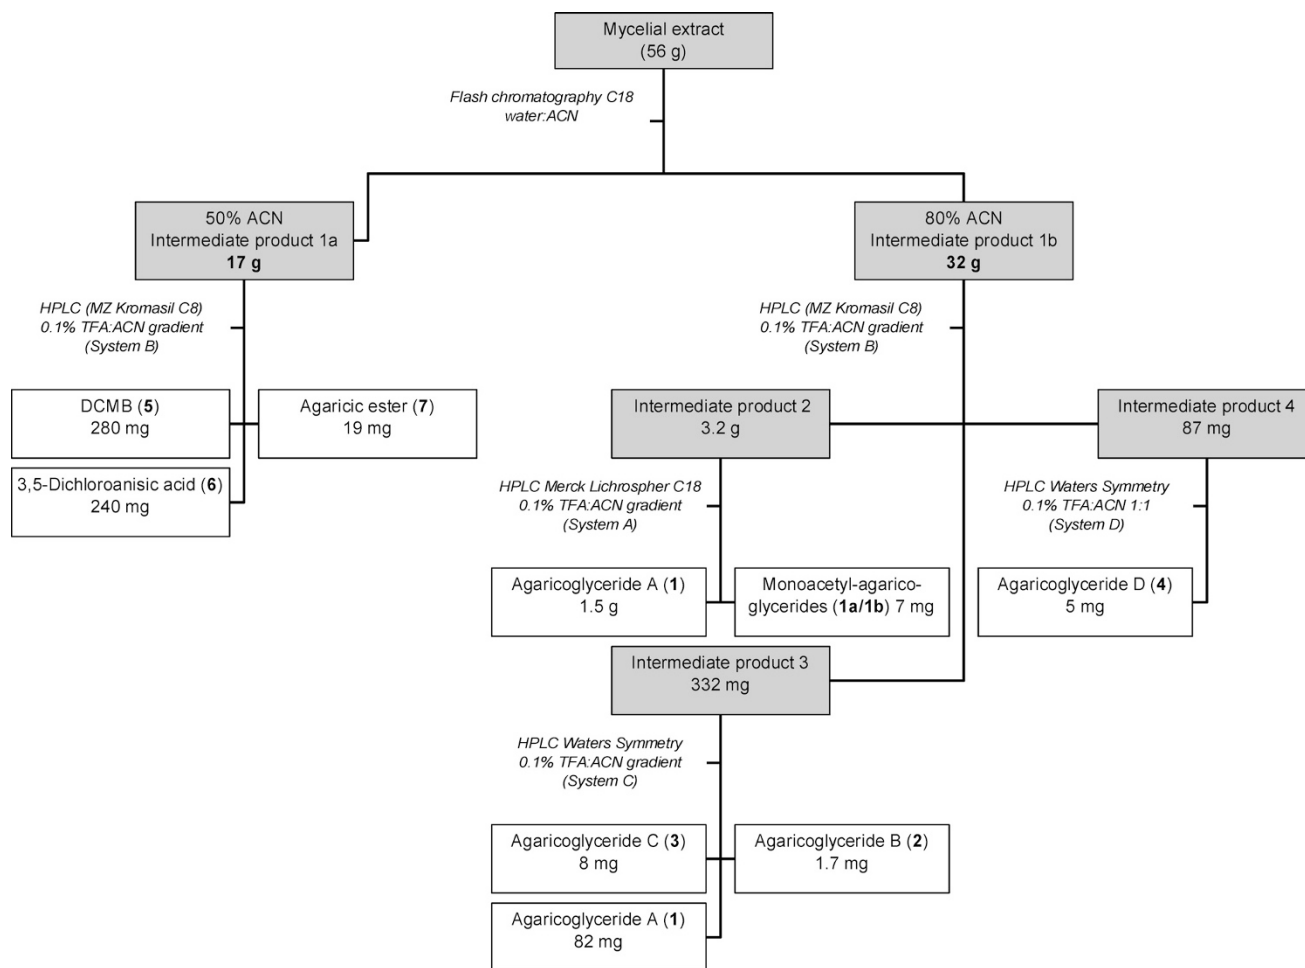 Mycelial extract
(56 g)
Flash chromatography C18
water:ACN
50% ACN
Intermediate product 1a
17 g
80% ACN
Intermediate product 1b
32 g
HPLC (MZ Kromasil C8)
0.1% TFA:ACN gradient
(System B)
HPLC (MZ Kromasil C8)
0.1% TFA:ACN gradient
(System B)
DCMB (5)
280 mg
Agaricic ester (7)
19 mg
3,5-Dichloroanisic acid (6)
240 mg
Intermediate product 2
3.2 g
Intermediate product 4
87 mg
HPLC Merck Lichrospher C18
0.1% TFA:ACN gradient
(System A)
HPLC Waters Symmetry
0.1% TFA:ACN 1:1
(System D)
Agaricoglyceride A (1)
1.5 g
Monoacetyl-agarico-
glycerides (1a/1b) 7 mg
Agaricoglyceride D (4)
5 mg
Intermediate product 3
332 mg
HPLC Waters Symmetry
0.1% TFA:ACN gradient
(System C)
Agaricoglyceride C (3)
8 mg
Agaricoglyceride B (2)
1.7 mg
Agaricoglyceride A (1)
82 mg